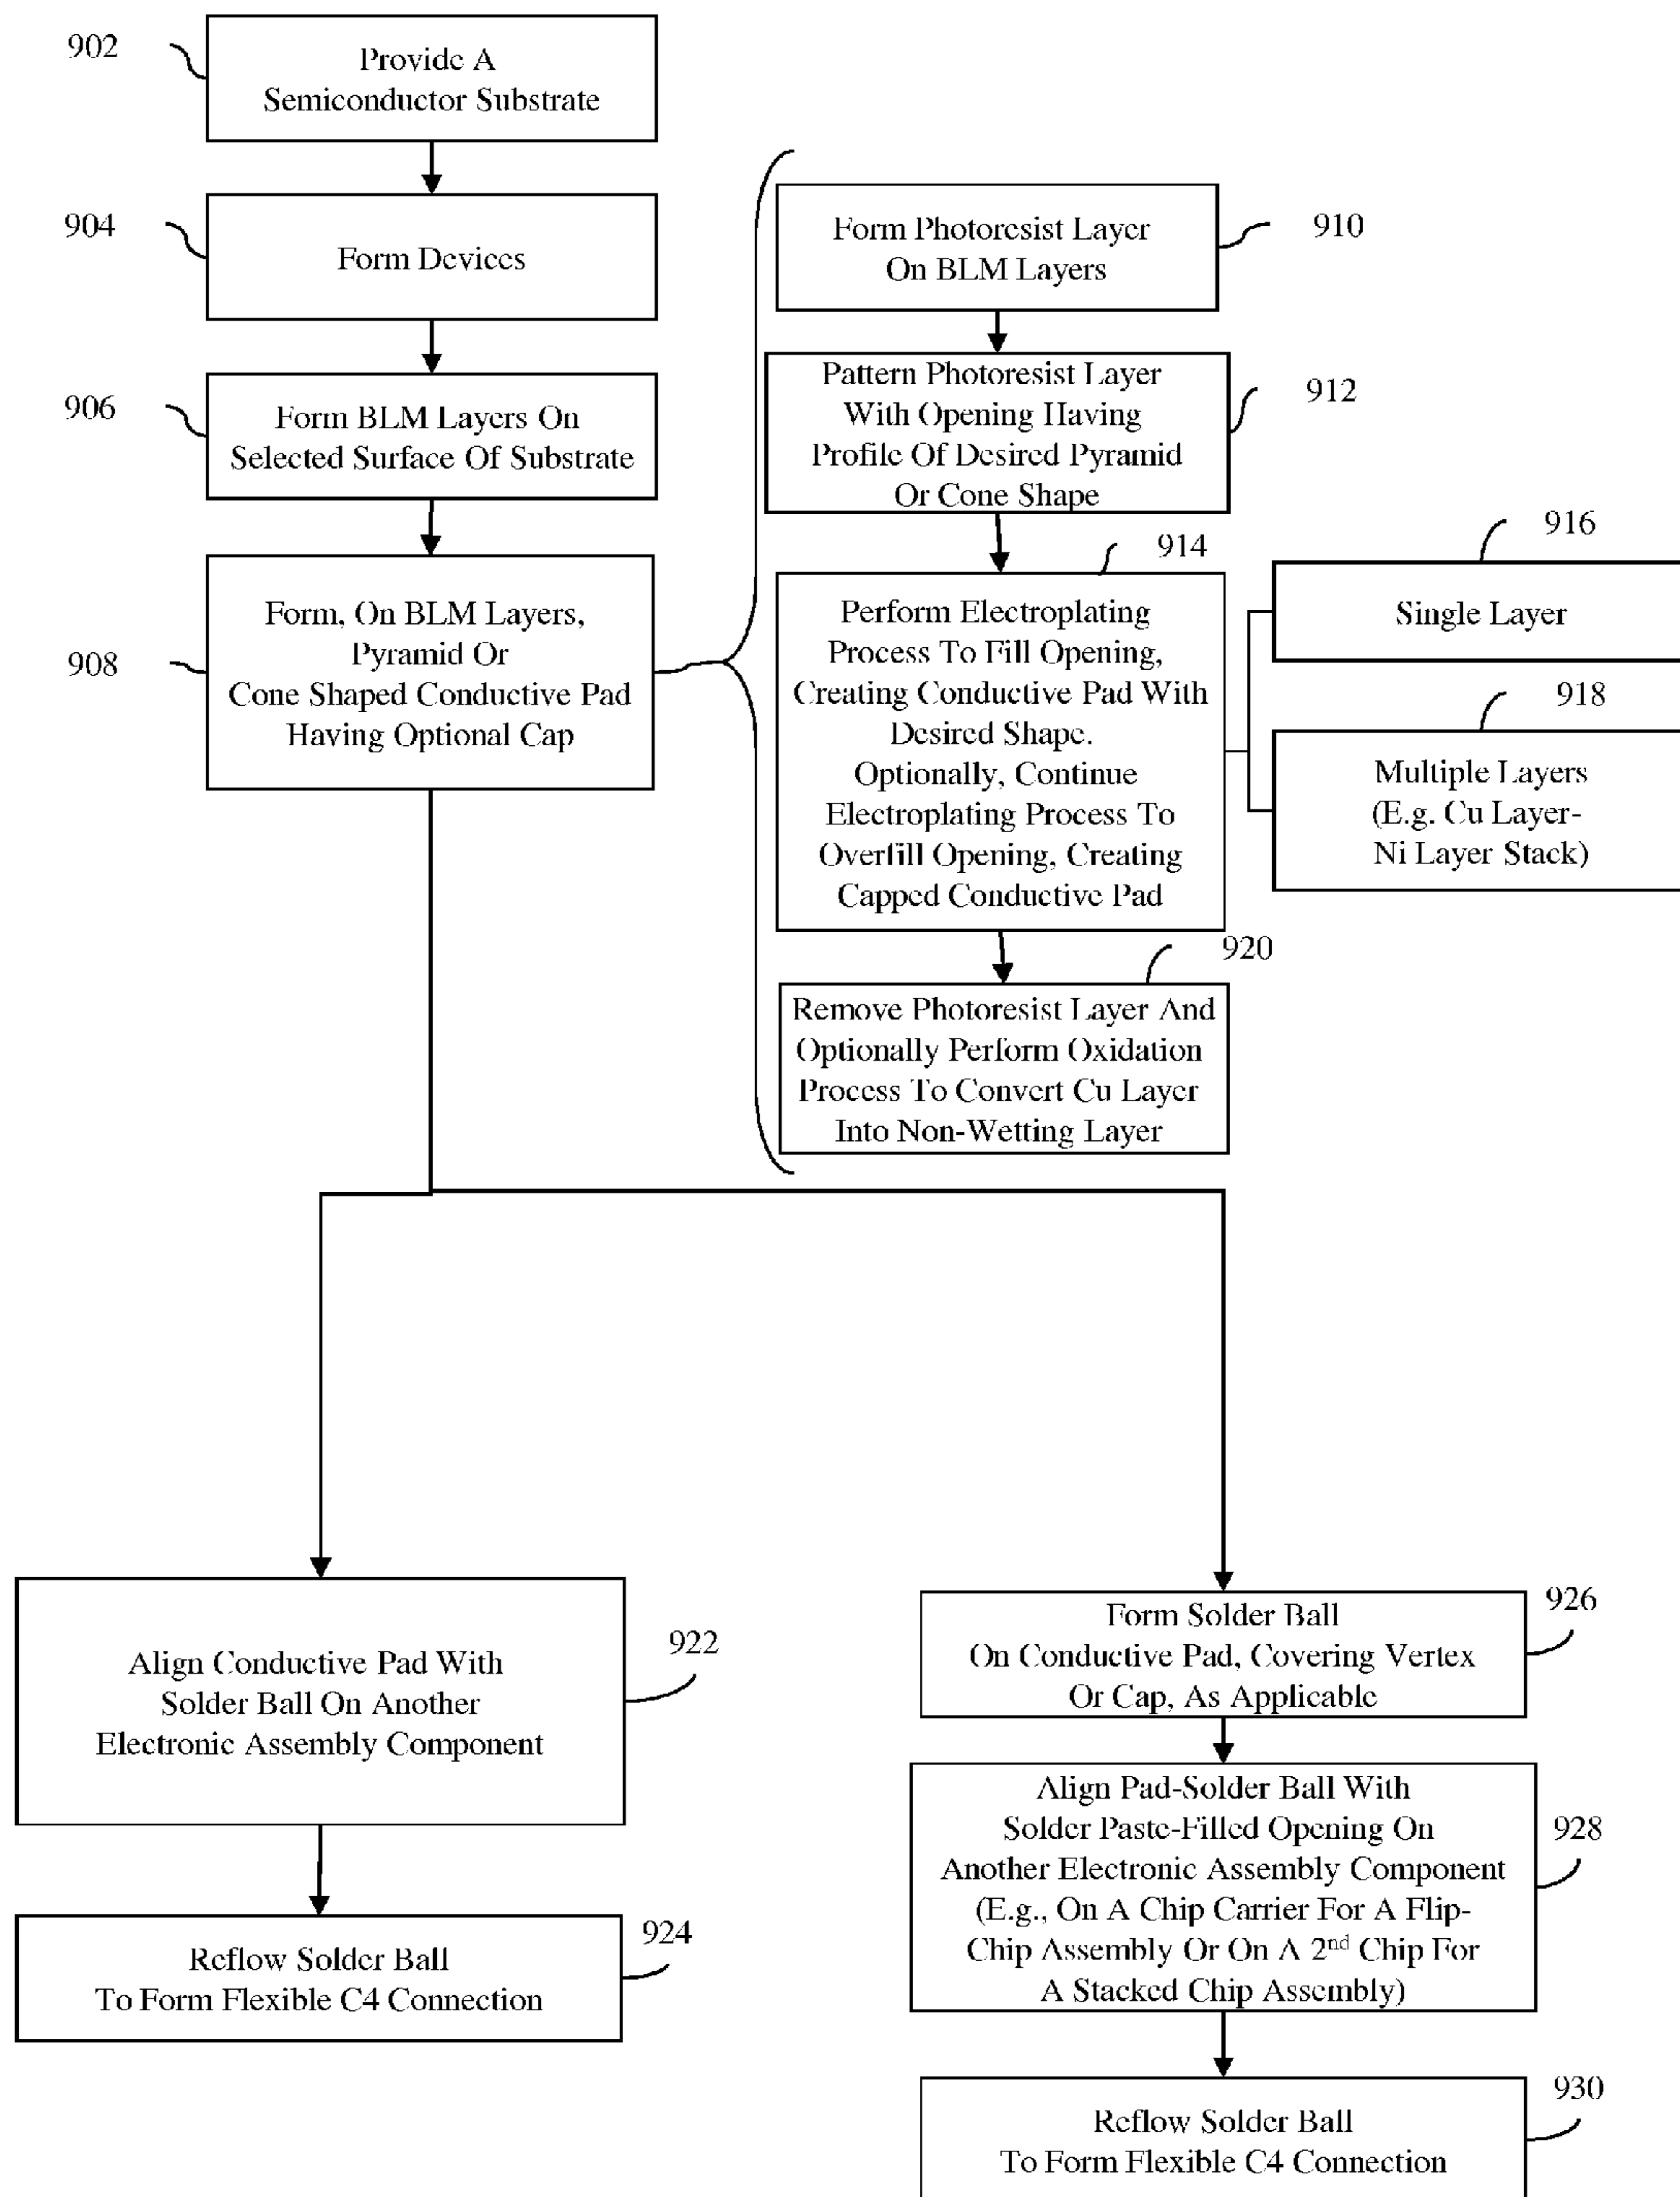 902
Provide A
Semiconductor Substrate
904
Form Devices
906
Form BLM Layers On
Selected Surface Of Substrate
908
Form, On BLM Layers,
Pyramid Or
Cone Shaped Conductive Pad
Having Optional Cap
910
Form Photoresist Layer
On BLM Layers
912
Pattern Photoresist Layer
With Opening Having
Profile Of Desired Pyramid
Or Cone Shape
914
Perform Electroplating
Process To Fill Opening,
Creating Conductive Pad With
Desired Shape.
Optionally, Continue
Electroplating Process To
Overfill Opening, Creating
Capped Conductive Pad
916
Single Layer
918
Multiple Layers
(E.g. Cu Layer-
Ni Layer Stack)
920
Remove Photoresist Layer And
Optionally Perform Oxidation
Process To Convert Cu Layer
Into Non-Wetting Layer
922
Align Conductive Pad With
Solder Ball On Another
Electronic Assembly Component
924
Reflow Solder Ball
To Form Flexible C4 Connection
926
Form Solder Ball
On Conductive Pad, Covering Vertex
Or Cap, As Applicable
928
Align Pad-Solder Ball With
Solder Paste-Filled Opening On
Another Electronic Assembly Component
(E.g., On A Chip Carrier For A Flip-
Chip Assembly Or On A 2nd Chip For
A Stacked Chip Assembly)
930
Reflow Solder Ball
To Form Flexible C4 Connection